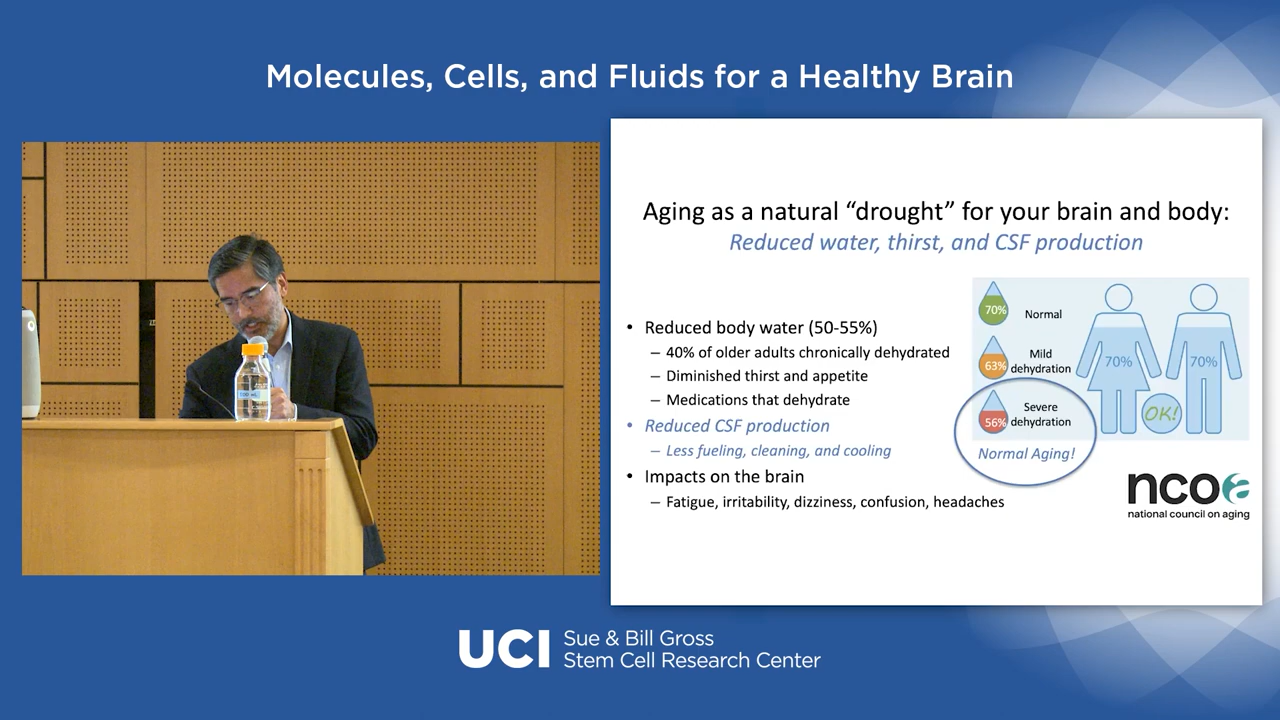 Molecules, Cells, and Fluids for a Healthy Brain
Aging as a natural “drought” for your brain and body:
Reduced water, thirst, and CSF production
• Reduced body water (50-55%)
– 40% of older adults chronically dehydrated
– Diminished thirst and appetite
– Medications that dehydrate
• Reduced CSF production
– Less fueling, cleaning, and cooling
• Impacts on the brain
– Fatigue, irritability, dizziness, confusion, headaches
70%
Normal
63%
Mild
dehydration
56%
Severe
dehydration
Normal Aging!
70%
70%
OK!
ncoa
national council on aging
UCI
Sue & Bill Gross
Stem Cell Research Center